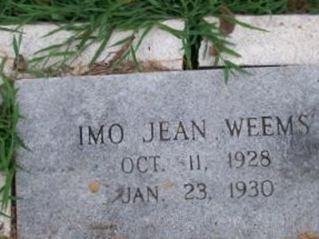 IMO JEAN WEEMS
OCT. 11, 1928
JAN. 23, 1930